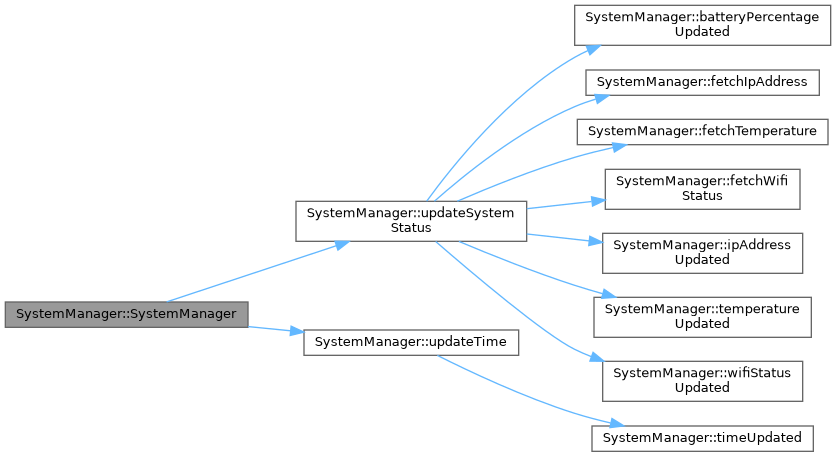 SystemManager::batteryPercentage
Updated
SystemManager::fetchIpAddress
SystemManager::fetchTemperature
SystemManager::fetchWifi
Status
SystemManager::updateSystem
Status
SystemManager::ipAddress
Updated
SystemManager::temperature
Updated
SystemManager::SystemManager
SystemManager::updateTime
SystemManager::wifiStatus
Updated
SystemManager::timeUpdated